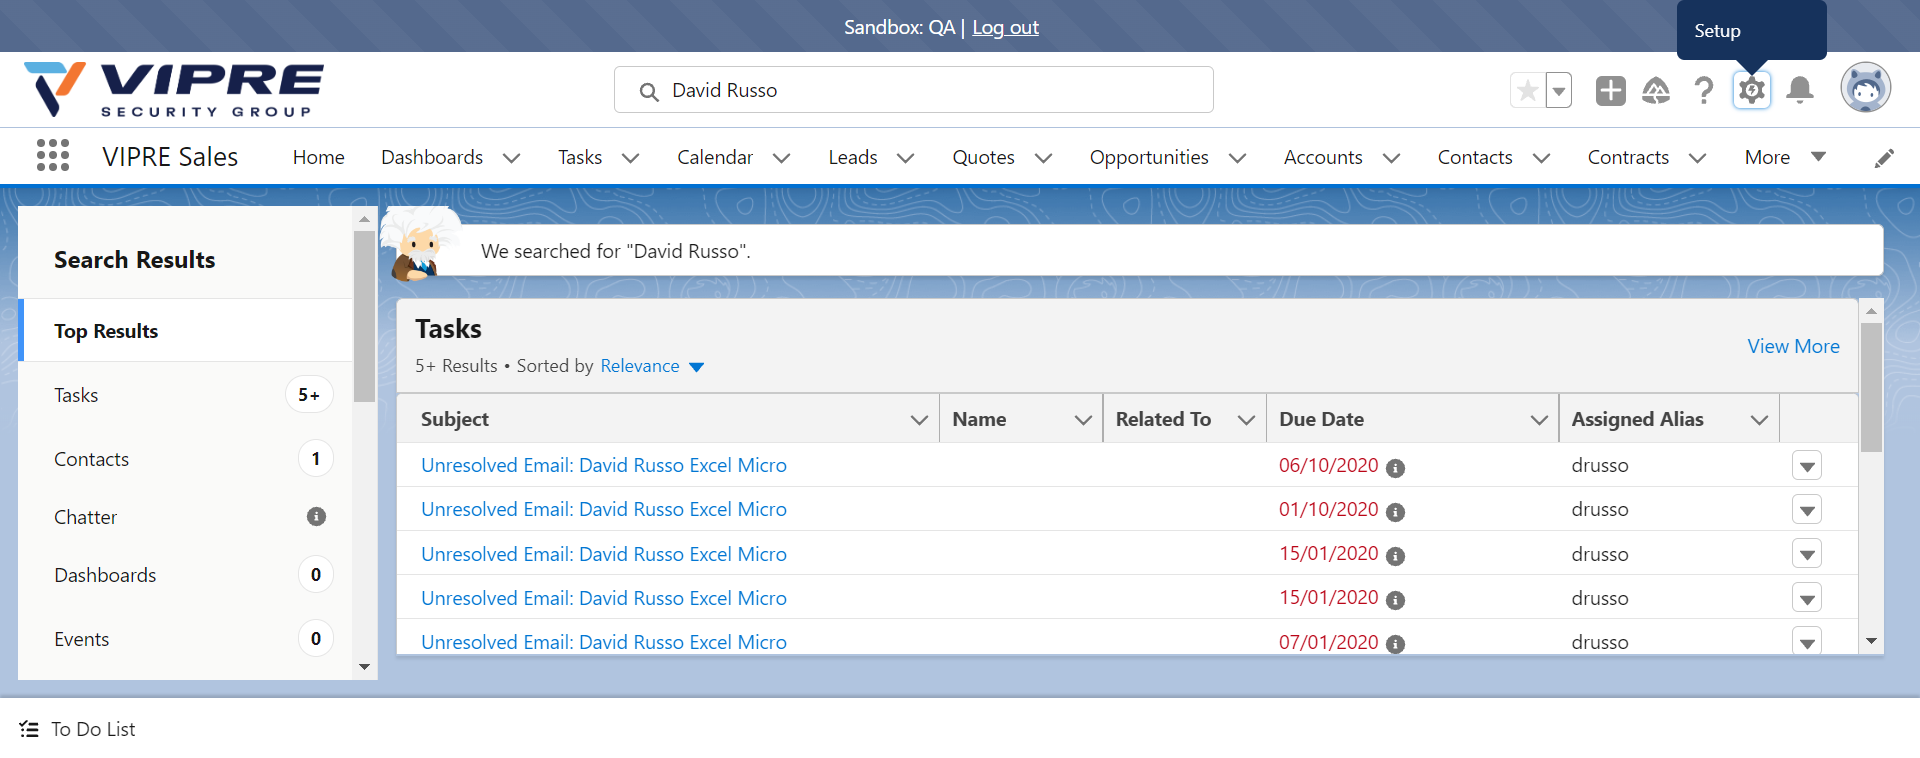 Sandbox: QA | Log out
Setup
VIPRE
SECURITY GROUP
David Russo
VIPRE Sales
Home
Dashboards
Tasks
Calendar
Leads
Quotes
Opportunities
Accounts
Contacts
Contracts
More
Search Results
Top Results
Tasks 5+
Contacts 1
Chatter
Dashboards 0
Events 0
We searched for "David Russo".
Tasks
5+ Results • Sorted by Relevance
View More
Subject Name Related To Due Date Assigned Alias
Unresolved Email: David Russo Excel Micro 06/10/2020 drusso
Unresolved Email: David Russo Excel Micro 01/10/2020 drusso
Unresolved Email: David Russo Excel Micro 15/01/2020 drusso
Unresolved Email: David Russo Excel Micro 15/01/2020 drusso
Unresolved Email: David Russo Excel Micro 07/01/2020 drusso
To Do List